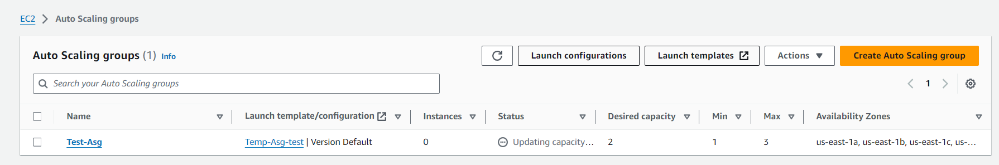 EC2 > Auto Scaling groups
Auto Scaling groups (1) Info
Launch configurations
Launch templates
Actions
Create Auto Scaling group
Search your Auto Scaling groups
1
Name Launch template/configuration Instances Status Desired capacity Min Max Availability Zones
Test-Asg Temp-Asg-test | Version Default 0 Updating capacity... 2 1 3 us-east-1a, us-east-1b, us-east-1c, us-...